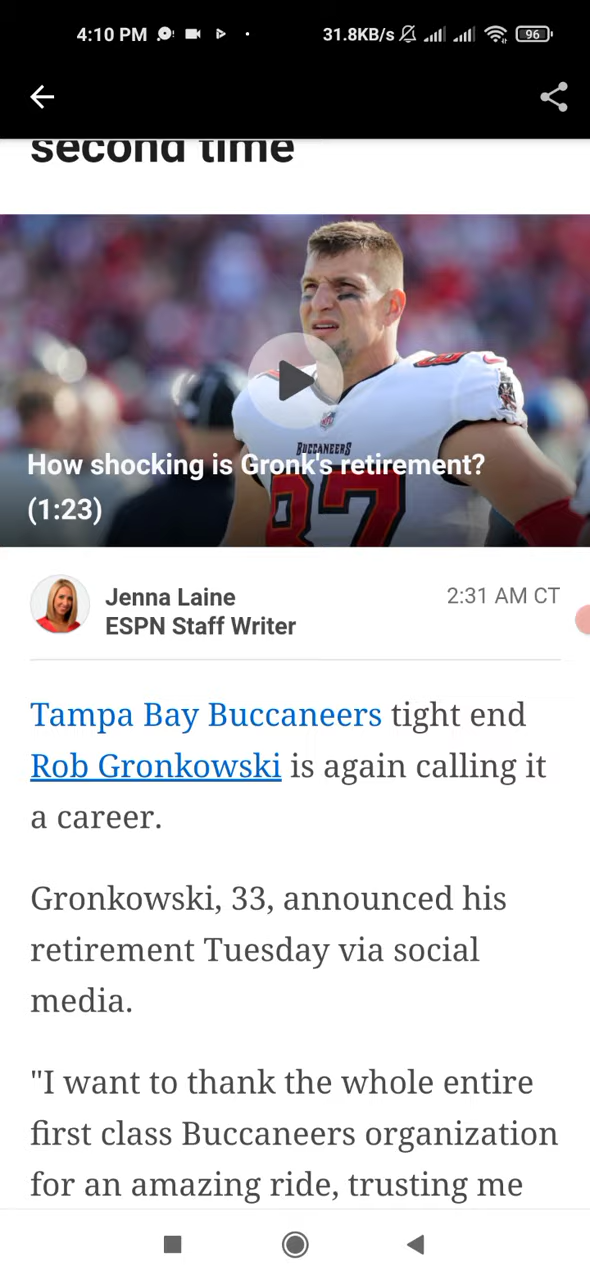 4:10 PM 31.8KB/s 96
second time
BUCCANEERS
87
How shocking is Gronk's retirement?
(1:23)
Jenna Laine
2:31 AM CT
ESPN Staff Writer
Tampa Bay Buccaneers tight end
Rob Gronkowski is again calling it
a career.
Gronkowski, 33, announced his
retirement Tuesday via social
media.
"I want to thank the whole entire
first class Buccaneers organization
for an amazing ride, trusting me